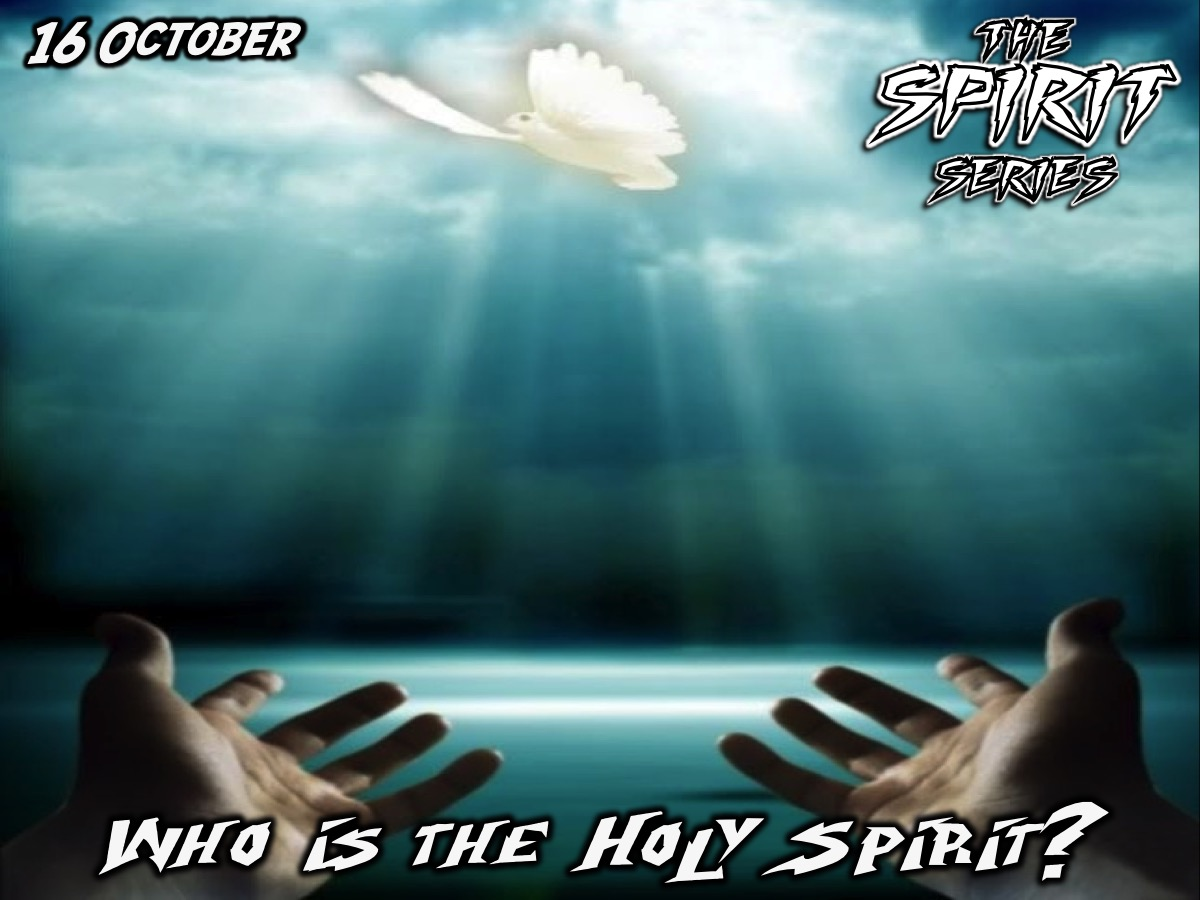 16 October
THE
SPIRIT
SERIES
Who is the Holy Spirit?